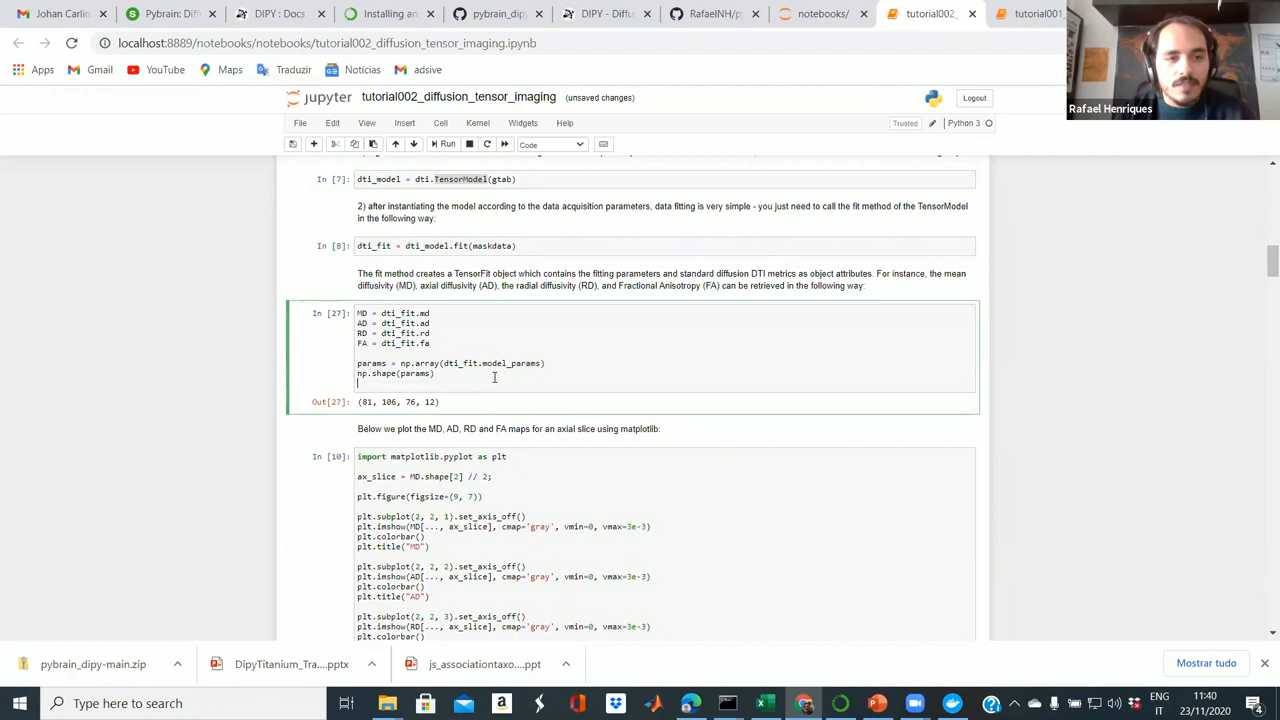 Johan Carlin
Pybrain: Dif
DIPY :
Installing an
pybrain_dip
DIPY - Diffus
RafaelNH/p
notebooks/
tutorial002_d
tutorial001_
localhost:8889/notebooks/notebooks/tutorial002_diffusion_tensor_imaging.ipynb
Apps Gmail YouTube Maps Traduzir Notícias adsive
Rafael Henriques
jupyter tutorial002_diffusion_tensor_imaging (unsaved changes) Logout
File Edit View Insert Cell Kernel Widgets Help Trusted Python 3
Run Code
In [7]: dti_model = dti.TensorModel(gtab)
2) after instantiating the model according to the data acquisition parameters, data fitting is very simple - you just need to call the fit method of the TensorModel
in the following way:
In [8]: dti_fit = dti_model.fit(maskdata)
The fit method creates a TensorFit object which contains the fitting parameters and standard diffusion DTI metrics as object attributes. For instance, the mean
diffusivity (MD), axial diffusivity (AD), the radial diffusivity (RD), and Fractional Anisotropy (FA) can be retrieved in the following way:
In [27]: MD = dti_fit.md
AD = dti_fit.ad
RD = dti_fit.rd
FA = dti_fit.fa
params = np.array(dti_fit.model_params)
np.shape(params)
Out[27]: (81, 106, 76, 12)
Below we plot the MD, AD, RD and FA maps for an axial slice using matplotlib:
In [10]: import matplotlib.pyplot as plt
ax_slice = MD.shape[2] // 2;
plt.figure(figsize=(9, 7))
plt.subplot(2, 2, 1).set_axis_off()
plt.imshow(MD[..., ax_slice], cmap='gray', vmin=0, vmax=3e-3)
plt.colorbar()
plt.title("MD")
plt.subplot(2, 2, 2).set_axis_off()
plt.imshow(AD[..., ax_slice], cmap='gray', vmin=0, vmax=3e-3)
plt.colorbar()
plt.title("AD")
plt.subplot(2, 2, 3).set_axis_off()
plt.imshow(RD[..., ax_slice], cmap='gray', vmin=0, vmax=3e-3)
plt.colorbar()
pybrain_dipy-main.zip DipyTitanium_Tra....pptx js_associationtaxo....ppt Mostrar tudo
Type here to search
ENG
IT
11:40
23/11/2020
4